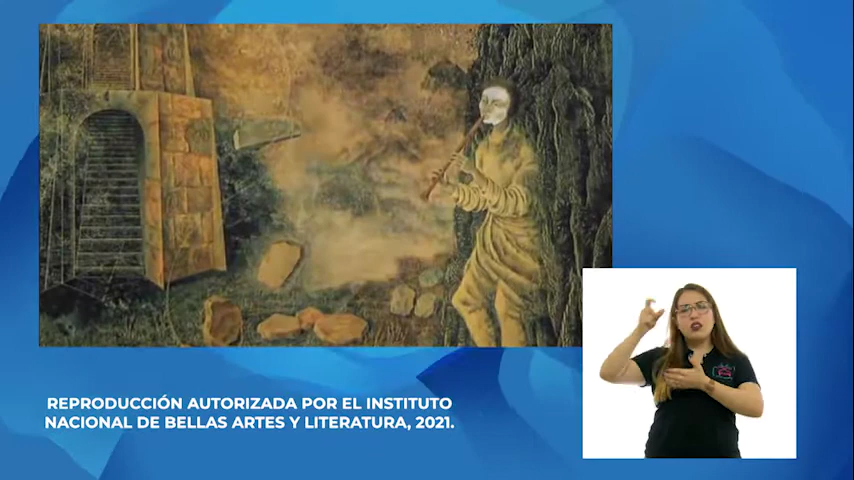 REPRODUCCIÓN AUTORIZADA POR EL INSTITUTO
NACIONAL DE BELLAS ARTES Y LITERATURA, 2021.